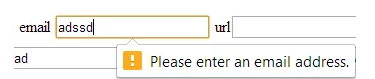 email adssd url
ad
! Please enter an email address.